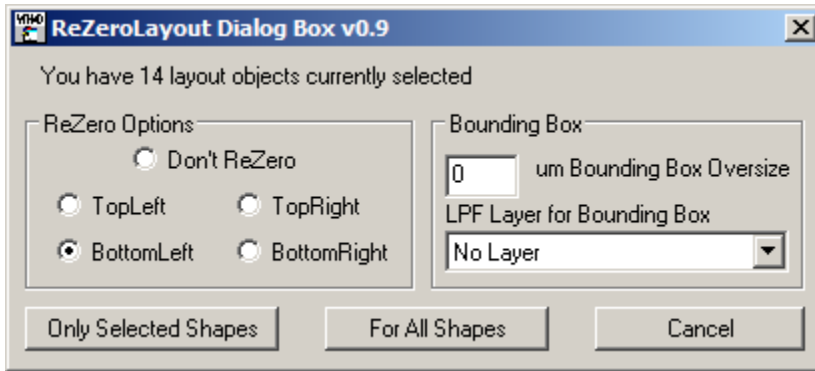 ReZeroLayout Dialog Box v0.9
You have 14 layout objects currently selected
ReZero Options
Don't ReZero
TopLeft TopRight
BottomLeft BottomRight
Bounding Box
0 um Bounding Box Oversize
LPF Layer for Bounding Box
No Layer
Only Selected Shapes For All Shapes Cancel